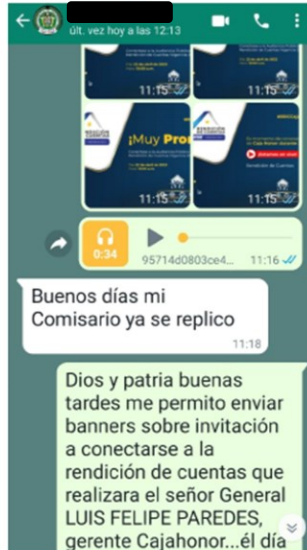 últ. vez hoy a las 12:13
11:15
11:15
¡Muy Pron
11:15
11:15
0:34
95714d0803ce4...
11:16
Buenos días mi
Comisario ya se replico
11:18
Dios y patria buenas
tardes me permito enviar
banners sobre invitación
a conectarse a la
rendición de cuentas que
realizara el señor General
LUIS FELIPE PAREDES,
gerente Cajahonor...él día